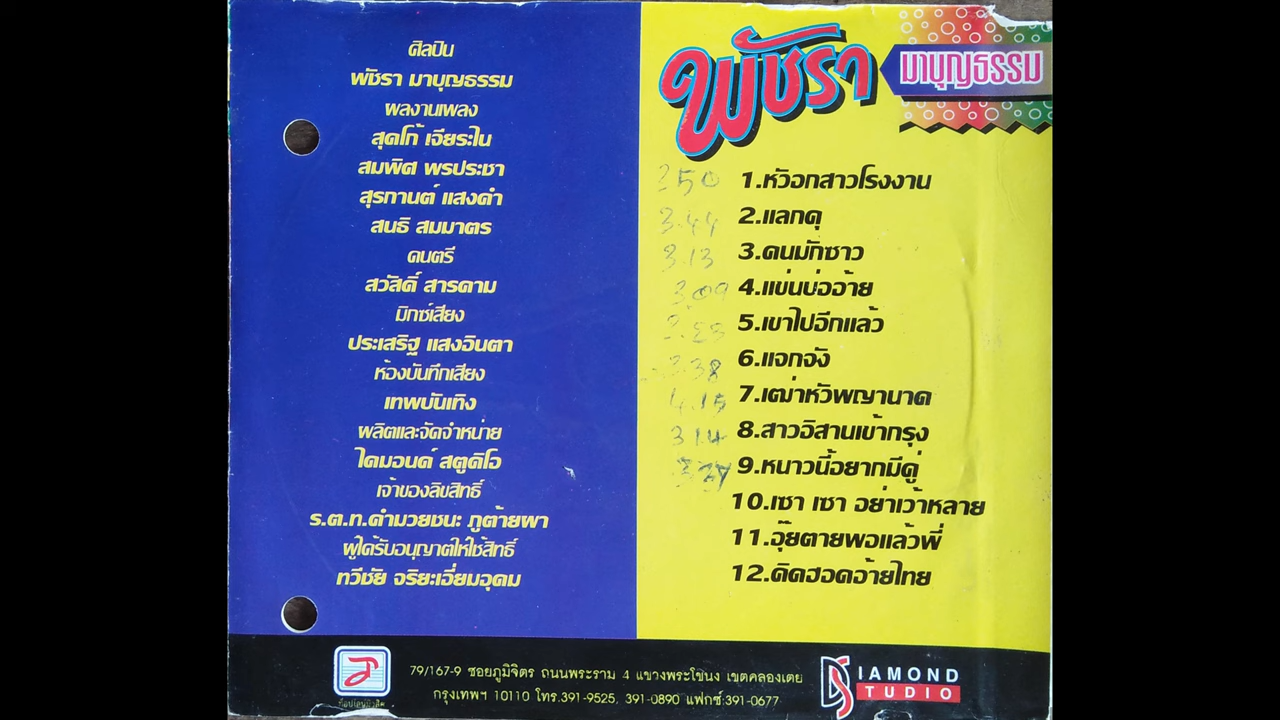 ศิลปิน
พัชรา มาบุญธรรม
ผลงานเพลง
สุดโก้ เจียระไน
สมพิศ พรประชา
สุรกานต์ แสงดำ
สนธิ สมมาตร
ดนตรี
สวัสดิ์ สารคาม
มิกซ์เสียง
ประเสริฐ แสงอินตา
ห้องบันทึกเสียง
เทพบันเทิง
ผลิตและจัดจำหน่าย
ไดมอนด์ สตูดิโอ
เจ้าของลิขสิทธิ์
ร.ต.ท.คำมวยชนะ ภูต้ายผา
ผู้ได้รับอนุญาตให้ใช้สิทธิ์
ทวีชัย จริยะเอี่ยมอุดม
พัชรา มาบุญธรรม
1.หัวอกสาวโรงงาน
3.44 2.แลกดุ
3.13 3.คนมักซาว
3.09 4.แข่นบ่ออ้าย
5.เขาไปอีกแล้ว
6.แจกจัง
4.15 7.เฒ่าหัวพญานาค
3.14 8.สาวอิสานเข้ากรุง
9.หนาวนี้อยากมีคู่
10.เซา เซา อย่าเว้าหลาย
11.อุ๊ยตายพอแล้วพี่
12.คิดฮอดอ้ายไทย
79/167-9 ซอยภูมิจิตร ถนนพระราม 4 แขวงพระโขนง เขตคลองเตย
กรุงเทพฯ 10110 โทร.391-9525, 391-0890 แฟกซ์:391-0677
DIAMOND
STUDIO